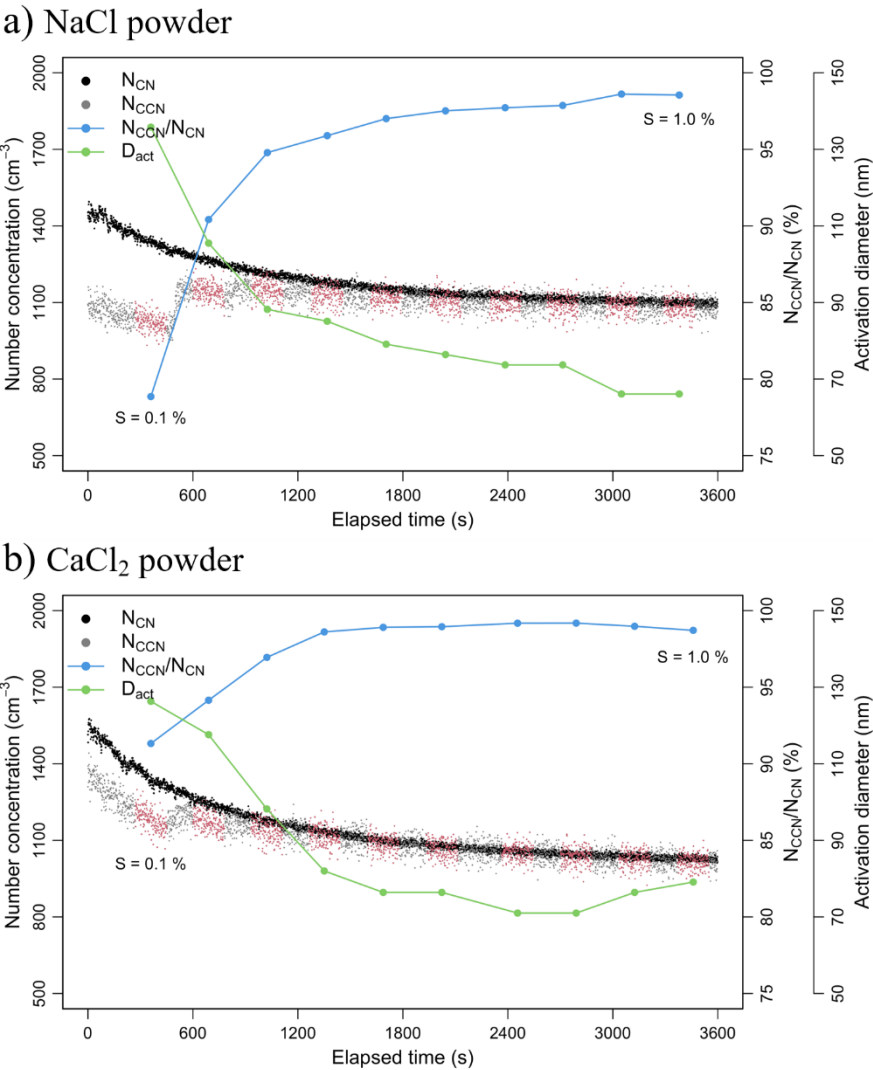 a) NaCl powder
N_CN
N_CCN
N_CCN/N_CN
D_act
S = 0.1 %
S = 1.0 %
Number concentration (cm⁻³)
500 800 1100 1400 1700 2000
N_CCN/N_CN (%)
75 80 85 90 95 100
Activation diameter (nm)
50 70 90 110 130 150
0 600 1200 1800 2400 3000 3600
Elapsed time (s)
b) CaCl₂ powder
N_CN
N_CCN
N_CCN/N_CN
D_act
S = 0.1 %
S = 1.0 %
Number concentration (cm⁻³)
500 800 1100 1400 1700 2000
N_CCN/N_CN (%)
75 80 85 90 95 100
Activation diameter (nm)
50 70 90 110 130 150
0 600 1200 1800 2400 3000 3600
Elapsed time (s)